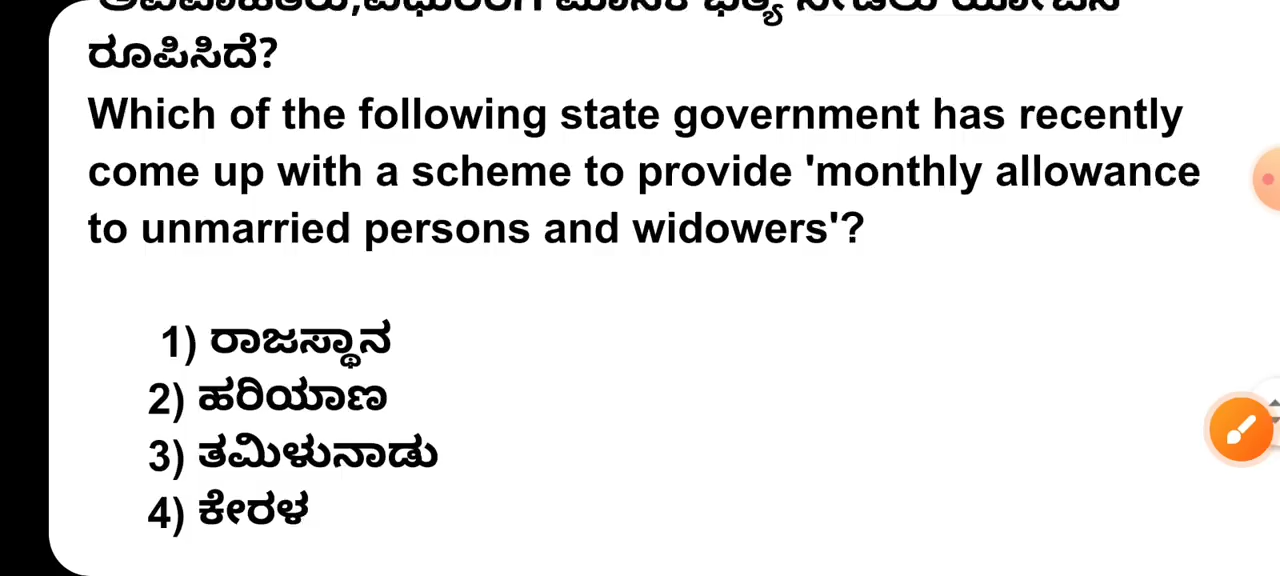 ರೂಪಿಸಿದೆ?
Which of the following state government has recently
come up with a scheme to provide 'monthly allowance
to unmarried persons and widowers'?
1) ರಾಜಸ್ಥಾನ
2) ಹರಿಯಾಣ
3) ತಮಿಳುನಾಡು
4) ಕೇರಳ